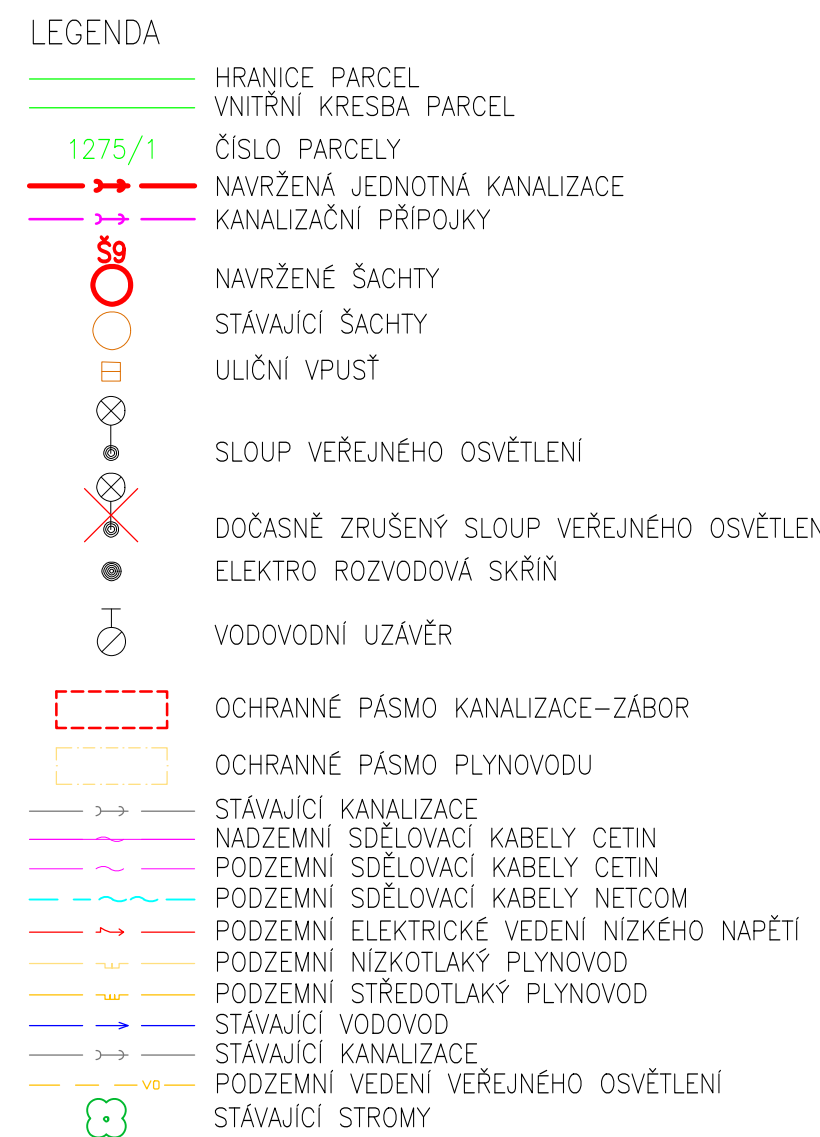 LEGENDA
HRANICE PARCEL
VNITŘNÍ KRESBA PARCEL
1275/1 ČÍSLO PARCELY
NAVRŽENÁ JEDNOTNÁ KANALIZACE
KANALIZAČNÍ PŘÍPOJKY
Š9
NAVRŽENÉ ŠACHTY
STÁVAJÍCÍ ŠACHTY
ULIČNÍ VPUSŤ
SLOUP VEŘEJNÉHO OSVĚTLENÍ
DOČASNĚ ZRUŠENÝ SLOUP VEŘEJNÉHO OSVĚTLEN
ELEKTRO ROZVODOVÁ SKŘÍŇ
VODOVODNÍ UZÁVĚR
OCHRANNÉ PÁSMO KANALIZACE-ZÁBOR
OCHRANNÉ PÁSMO PLYNOVODU
STÁVAJÍCÍ KANALIZACE
NADZEMNÍ SDĚLOVACÍ KABELY CETIN
PODZEMNÍ SDĚLOVACÍ KABELY CETIN
PODZEMNÍ SDĚLOVACÍ KABELY NETCOM
PODZEMNÍ ELEKTRICKÉ VEDENÍ NÍZKÉHO NAPĚTÍ
PODZEMNÍ NÍZKOTLAKÝ PLYNOVOD
PODZEMNÍ STŘEDOTLAKÝ PLYNOVOD
STÁVAJÍCÍ VODOVOD
STÁVAJÍCÍ KANALIZACE
VO PODZEMNÍ VEDENÍ VEŘEJNÉHO OSVĚTLENÍ
STÁVAJÍCÍ STROMY